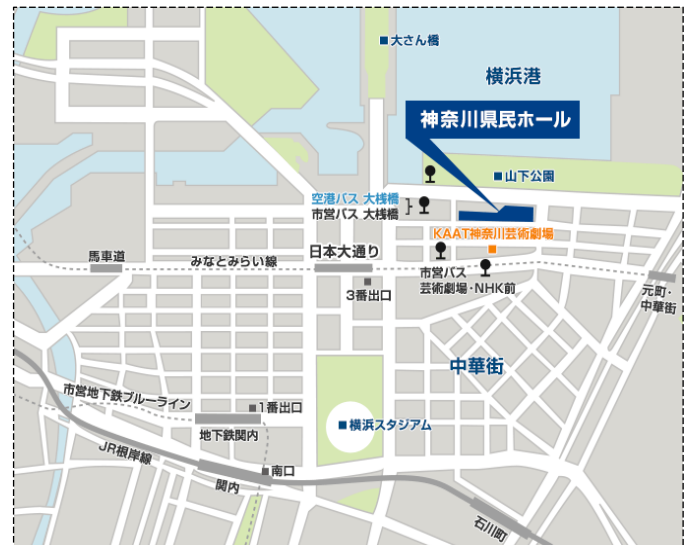 大さん橋
横浜港
神奈川県民ホール
山下公園
空港バス 大桟橋
市営バス 大桟橋
KAAT神奈川芸術劇場
日本大通り
馬車道
みなとみらい線
市営バス
芸術劇場・NHK前
3番出口
元町・
中華街
中華街
市営地下鉄ブルーライン
1番出口
地下鉄関内
横浜スタジアム
JR根岸線
南口
関内
石川町